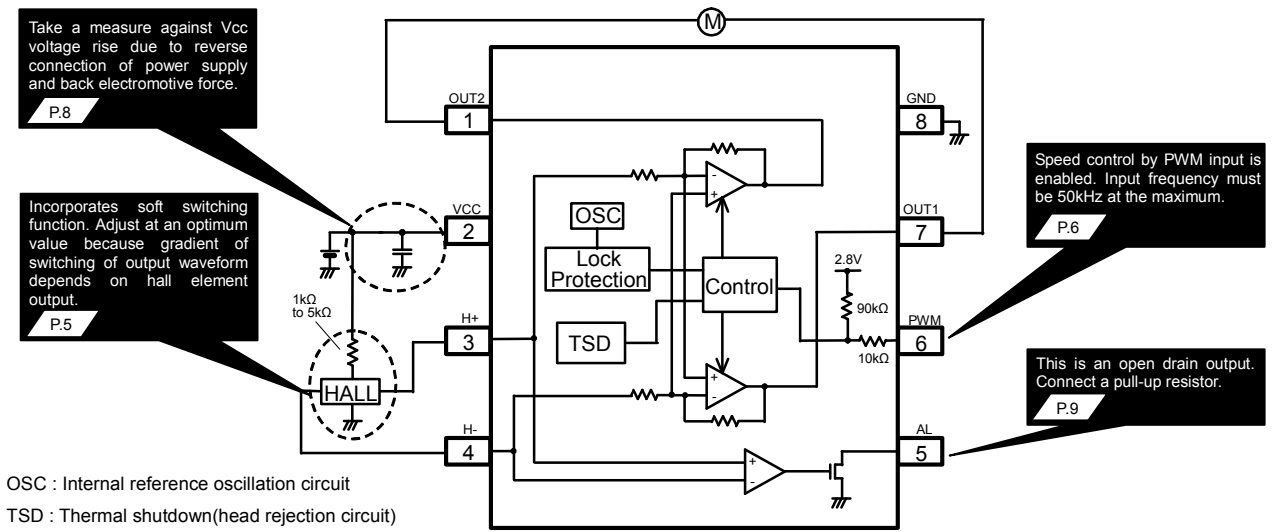 Take a measure against Vcc
voltage rise due to reverse
connection of power supply
and back electromotive force.
P.8
Incorporates soft switching
function. Adjust at an optimum
value because gradient of
switching of output waveform
depends on hall element
output.
P.5
M
OUT2
1
VCC
2
1kΩ
to 5kΩ
H+
3
HALL
H-
4
OSC
Lock
Protection
TSD
Control
-
+
+
-
+
-
2.8V
90kΩ
10kΩ
GND
8
OUT1
7
PWM
6
AL
5
Speed control by PWM input is
enabled. Input frequency must
be 50kHz at the maximum.
P.6
This is an open drain output.
Connect a pull-up resistor.
P.9
OSC : Internal reference oscillation circuit
TSD : Thermal shutdown(head rejection circuit)